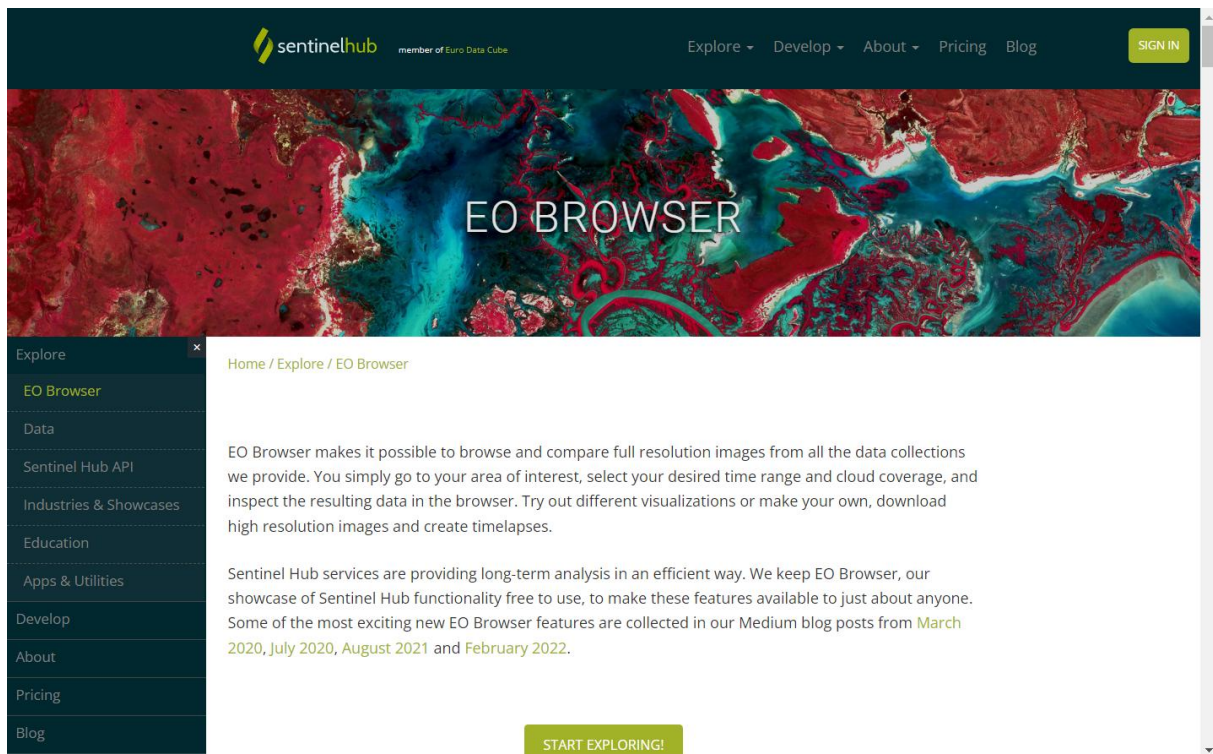 sentinelhub member of Euro Data Cube
Explore Develop About Pricing Blog
SIGN IN
EO BROWSER
Explore
×
EO Browser
Data
Sentinel Hub API
Industries & Showcases
Education
Apps & Utilities
Develop
About
Pricing
Blog
Home / Explore / EO Browser
EO Browser makes it possible to browse and compare full resolution images from all the data collections
we provide. You simply go to your area of interest, select your desired time range and cloud coverage, and
inspect the resulting data in the browser. Try out different visualizations or make your own, download
high resolution images and create timelapses.
Sentinel Hub services are providing long-term analysis in an efficient way. We keep EO Browser, our
showcase of Sentinel Hub functionality free to use, to make these features available to just about anyone.
Some of the most exciting new EO Browser features are collected in our Medium blog posts from March
2020, July 2020, August 2021 and February 2022.
START EXPLORING!